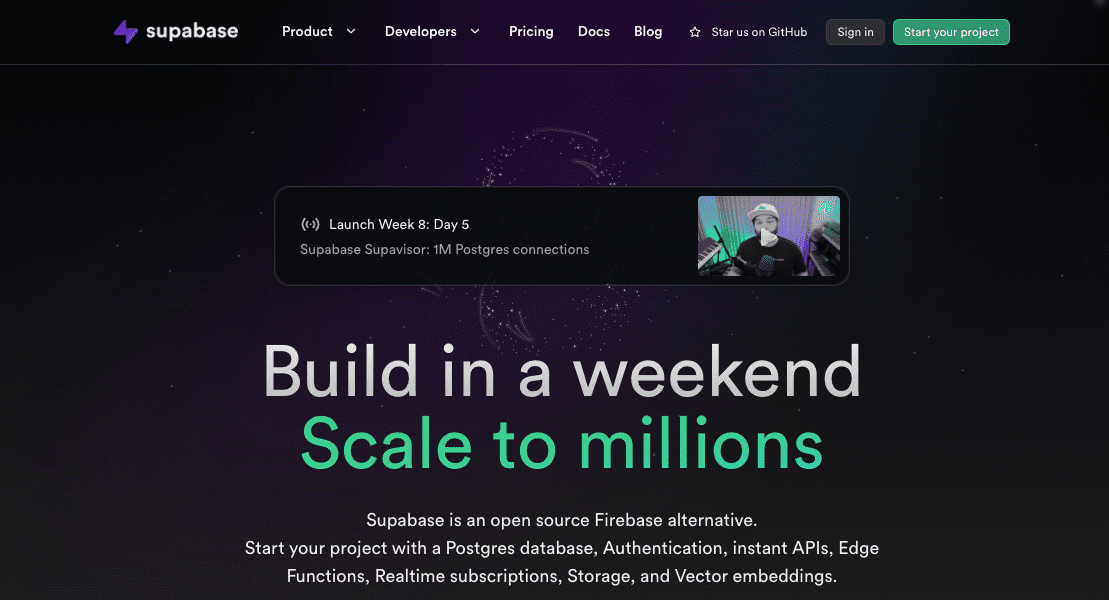 supabase
Product
Developers
Pricing
Docs
Blog
Star us on GitHub
Sign in
Start your project
Launch Week 8: Day 5
Supabase Supavisor: 1M Postgres connections
Build in a weekend
Scale to millions
Supabase is an open source Firebase alternative.
Start your project with a Postgres database, Authentication, instant APIs, Edge
Functions, Realtime subscriptions, Storage, and Vector embeddings.